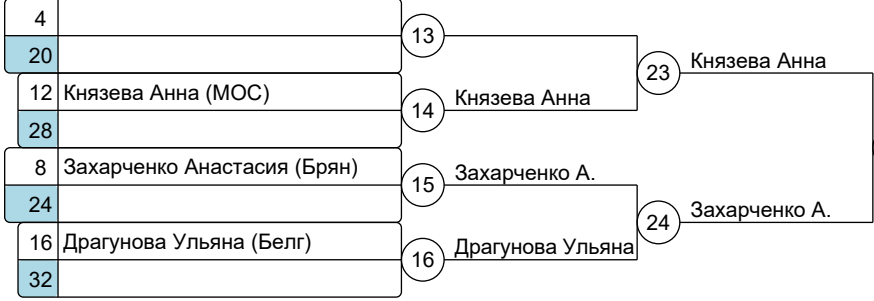 4
20
13
12 Князева Анна (МОС)
28
14
Князева Анна
23
Князева Анна
8 Захарченко Анастасия (Брян)
24
15
Захарченко А.
16 Драгунова Ульяна (Белг)
32
16
Драгунова Ульяна
24
Захарченко А.